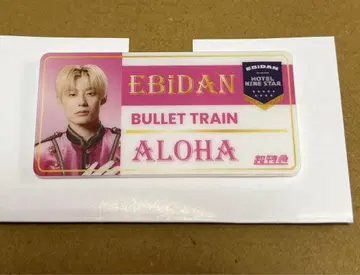 EBiDAN
BULLET TRAIN
ALOHA
EBiDAN
HOTEL
NINE STAR
超特急